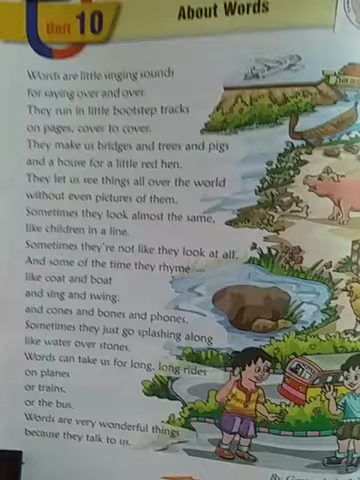 Unit 10
About Words
Words are little singing sounds
for saying over and over.
They run in little bootstep tracks
on pages, cover to cover.
They make us bridges and trees and pigs
and a house for a little red hen.
They let us see things all over the world
without even pictures of them.
Sometimes they look almost the same,
like children in a line.
Sometimes they're not like they look at all.
And some of the time they rhyme
like coat and boat
and sing and swing,
and cones and bones and phones.
Sometimes they just go splashing along
like water over stones.
Words can take us for long, long rides
on planes
or trains,
or the bus.
Words are very wonderful things
because they talk to us.
By